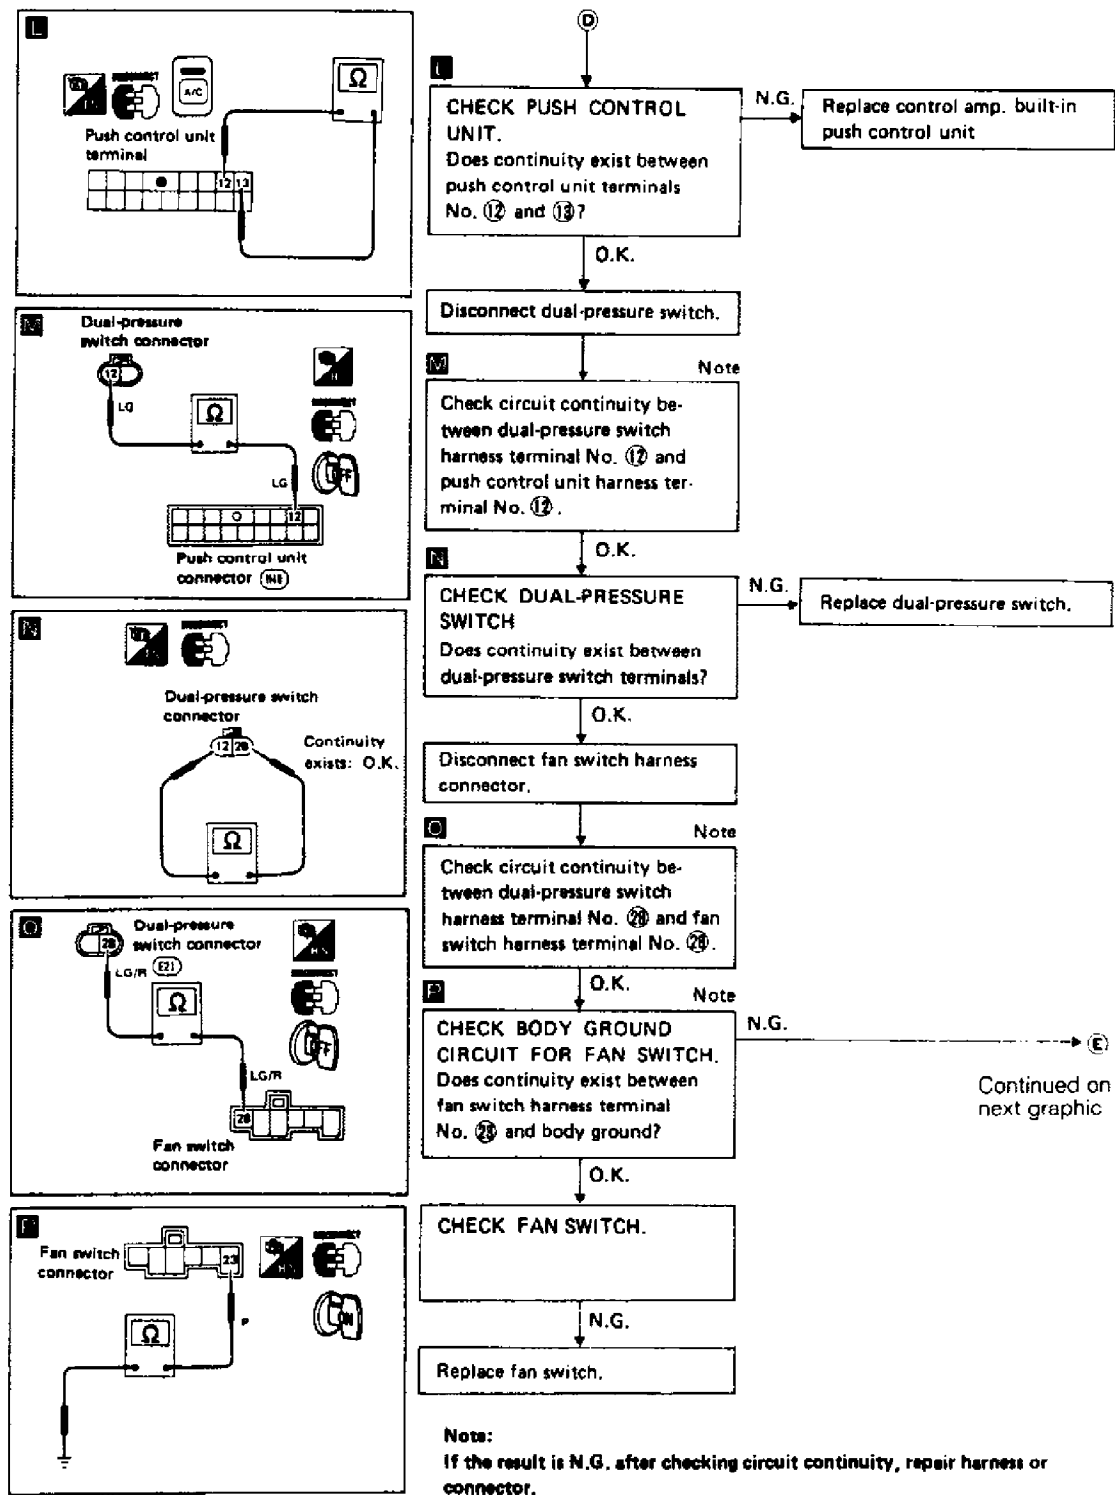 L
DISCONNECT
A/C
Ω
Push control unit
terminal
12 13
M
Dual-pressure
switch connector
12
LG
Ω
LG
OFF
12
Push control unit
connector
N
DISCONNECT
Dual-pressure switch
connector
12 28
Continuity
exists: O.K.
Ω
O
Dual-pressure
switch connector
28
LG/R
E21
DISCONNECT
Ω
OFF
LG/R
28
Fan switch
connector
P
Fan switch
connector
23
DISCONNECT
ON
P
Ω
D
L
CHECK PUSH CONTROL
UNIT.
Does continuity exist between
push control unit terminals
No. 12 and 13?
N.G.
Replace control amp. built-in
push control unit
O.K.
Disconnect dual-pressure switch.
M
Note
Check circuit continuity be-
tween dual-pressure switch
harness terminal No. 12 and
push control unit harness ter-
minal No. 12.
O.K.
N
CHECK DUAL-PRESSURE
SWITCH
Does continuity exist between
dual-pressure switch terminals?
N.G.
Replace dual-pressure switch.
O.K.
Disconnect fan switch harness
connector.
O
Note
Check circuit continuity be-
tween dual-pressure switch
harness terminal No. 28 and fan
switch harness terminal No. 28.
O.K.
P
Note
CHECK BODY GROUND
CIRCUIT FOR FAN SWITCH.
Does continuity exist between
fan switch harness terminal
No. 23 and body ground?
N.G.
E
Continued on
next graphic
O.K.
CHECK FAN SWITCH.
N.G.
Replace fan switch.
Note:
If the result is N.G. after checking circuit continuity, repair harness or
connector.